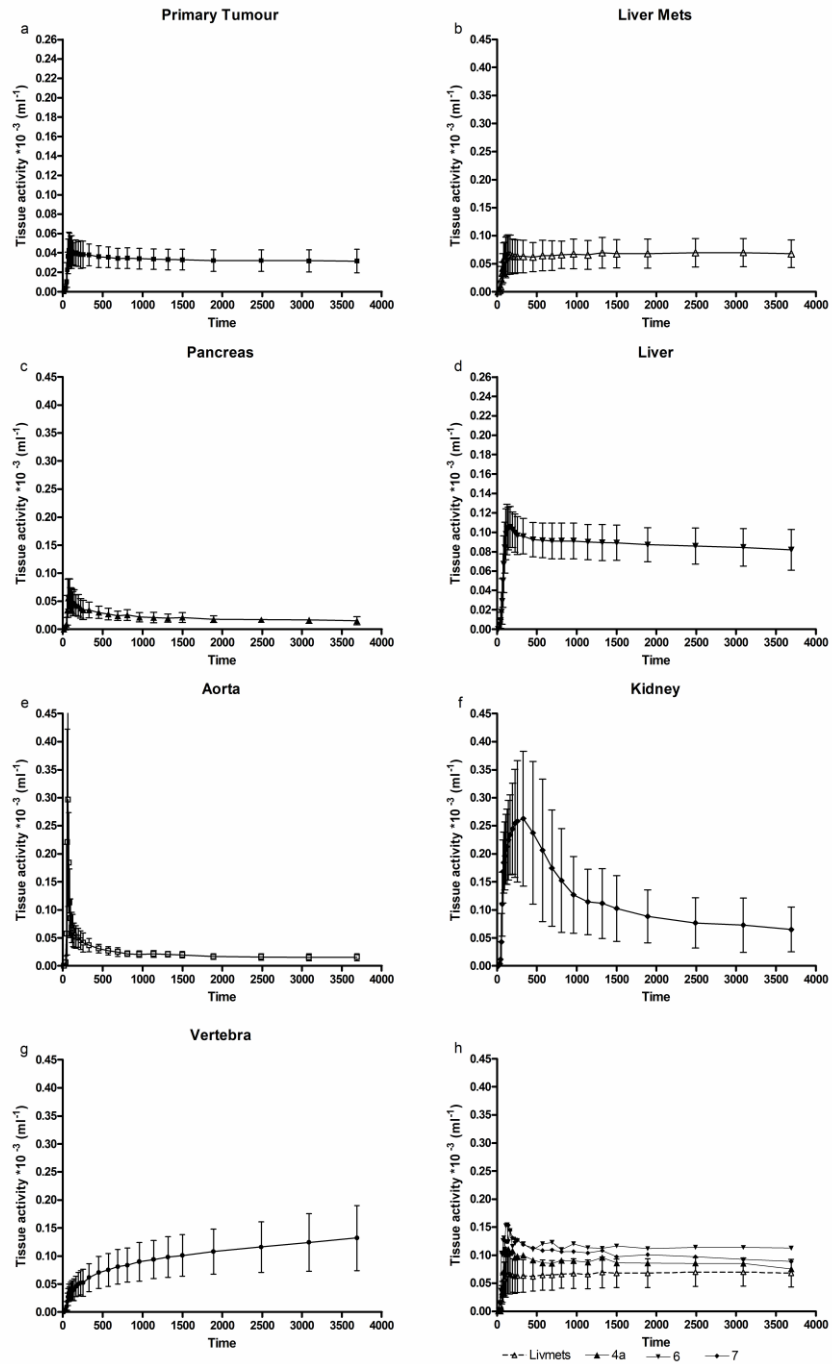 a
Primary Tumour
Tissue activity *10 -3 (ml-1)
0.26
0.24
0.22
0.20
0.18
0.16
0.14
0.12
0.10
0.08
0.06
0.04
0.02
0.00
0 500 1000 1500 2000 2500 3000 3500 4000
Time
b
Liver Mets
Tissue activity *10 -3 (ml-1)
0.45
0.40
0.35
0.30
0.25
0.20
0.15
0.10
0.05
0.00
0 500 1000 1500 2000 2500 3000 3500 4000
Time
c
Pancreas
Tissue activity *10 -3 (ml-1)
0.45
0.40
0.35
0.30
0.25
0.20
0.15
0.10
0.05
0.00
0 500 1000 1500 2000 2500 3000 3500 4000
Time
d
Liver
Tissue activity *10 -3 (ml-1)
0.26
0.24
0.22
0.20
0.18
0.16
0.14
0.12
0.10
0.08
0.06
0.04
0.02
0.00
0 500 1000 1500 2000 2500 3000 3500 4000
Time
e
Aorta
Tissue activity *10 -3 (ml-1)
0.45
0.40
0.35
0.30
0.25
0.20
0.15
0.10
0.05
0.00
0 500 1000 1500 2000 2500 3000 3500 4000
Time
f
Kidney
Tissue activity *10 -3 (ml-1)
0.45
0.40
0.35
0.30
0.25
0.20
0.15
0.10
0.05
0.00
0 500 1000 1500 2000 2500 3000 3500 4000
Time
g
Vertebra
Tissue activity *10 -3 (ml-1)
0.45
0.40
0.35
0.30
0.25
0.20
0.15
0.10
0.05
0.00
0 500 1000 1500 2000 2500 3000 3500 4000
Time
h
Tissue activity *10 -3 (ml-1)
0.45
0.40
0.35
0.30
0.25
0.20
0.15
0.10
0.05
0.00
0 500 1000 1500 2000 2500 3000 3500 4000
Time
Livmets 4a 6 7